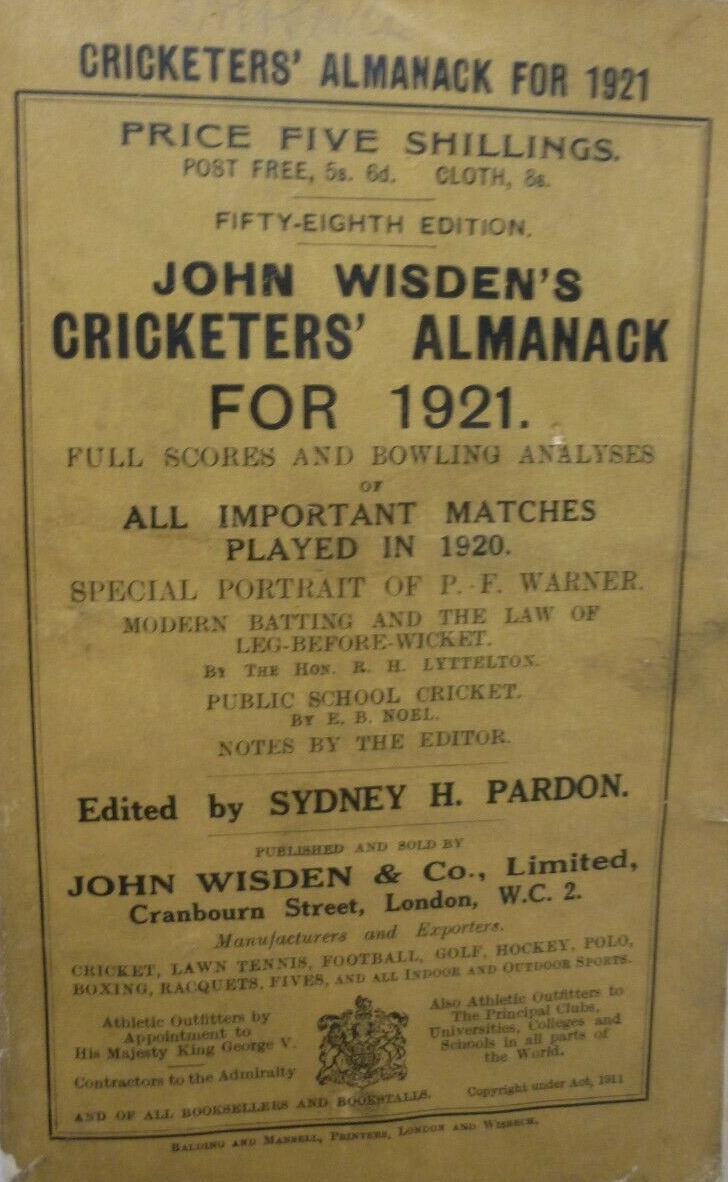 CRICKETERS' ALMANACK FOR 1921
PRICE FIVE SHILLINGS.
POST FREE, 5s. 6d. CLOTH, 8s.
FIFTY-EIGHTH EDITION.
JOHN WISDEN'S
CRICKETERS' ALMANACK
FOR 1921.
FULL SCORES AND BOWLING ANALYSES
OF
ALL IMPORTANT MATCHES
PLAYED IN 1920.
SPECIAL PORTRAIT OF P. F. WARNER.
MODERN BATTING AND THE LAW OF
LEG-BEFORE-WICKET.
BY THE HON. R. H. LYTTELTON.
PUBLIC SCHOOL CRICKET.
BY E. B. NOEL.
NOTES BY THE EDITOR.
Edited by SYDNEY H. PARDON.
PUBLISHED AND SOLD BY
JOHN WISDEN & Co., Limited,
Cranbourn Street, London, W.C. 2.
Manufacturers and Exporters.
CRICKET, LAWN TENNIS, FOOTBALL, GOLF, HOCKEY, POLO,
BOXING, RACQUETS, FIVES, AND ALL INDOOR AND OUTDOOR SPORTS.
Athletic Outfitters by
Appointment to
His Majesty King George V.
Contractors to the Admiralty
Also Athletic Outfitters to
The Principal Clubs,
Universities, Colleges and
Schools in all parts of
the World.
AND OF ALL BOOKSELLERS AND BOOKSTALLS.
Copyright under Act, 1911
BALDING AND MANSELL, PRINTERS, LONDON AND WISBECH.